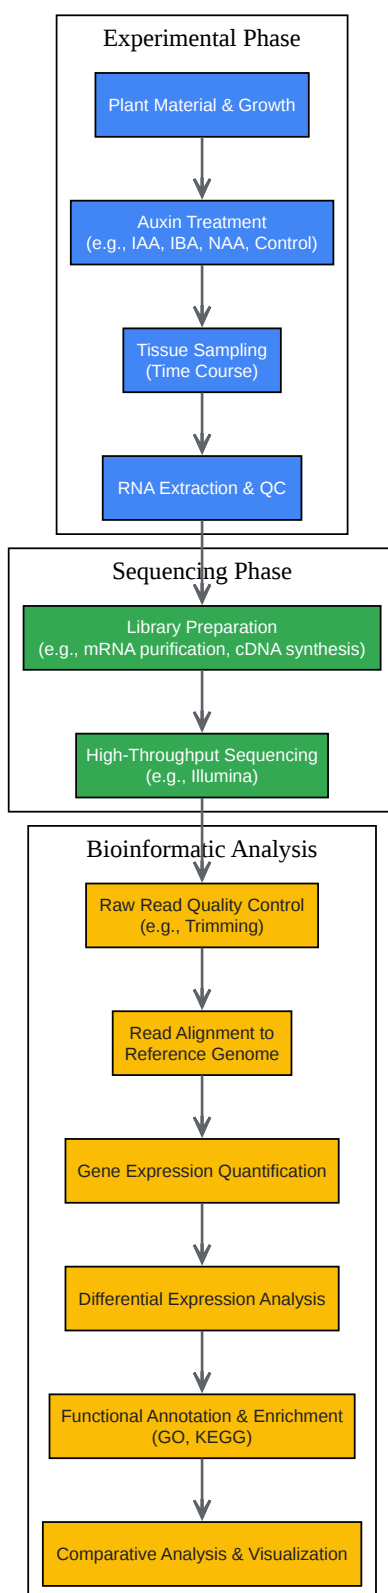 Experimental Phase
Plant Material & Growth
Auxin Treatment
(e.g., IAA, IBA, NAA, Control)
Tissue Sampling
(Time Course)
RNA Extraction & QC
Sequencing Phase
Library Preparation
(e.g., mRNA purification, cDNA synthesis)
High-Throughput Sequencing
(e.g., Illumina)
Bioinformatic Analysis
Raw Read Quality Control
(e.g., Trimming)
Read Alignment to
Reference Genome
Gene Expression Quantification
Differential Expression Analysis
Functional Annotation & Enrichment
(GO, KEGG)
Comparative Analysis & Visualization